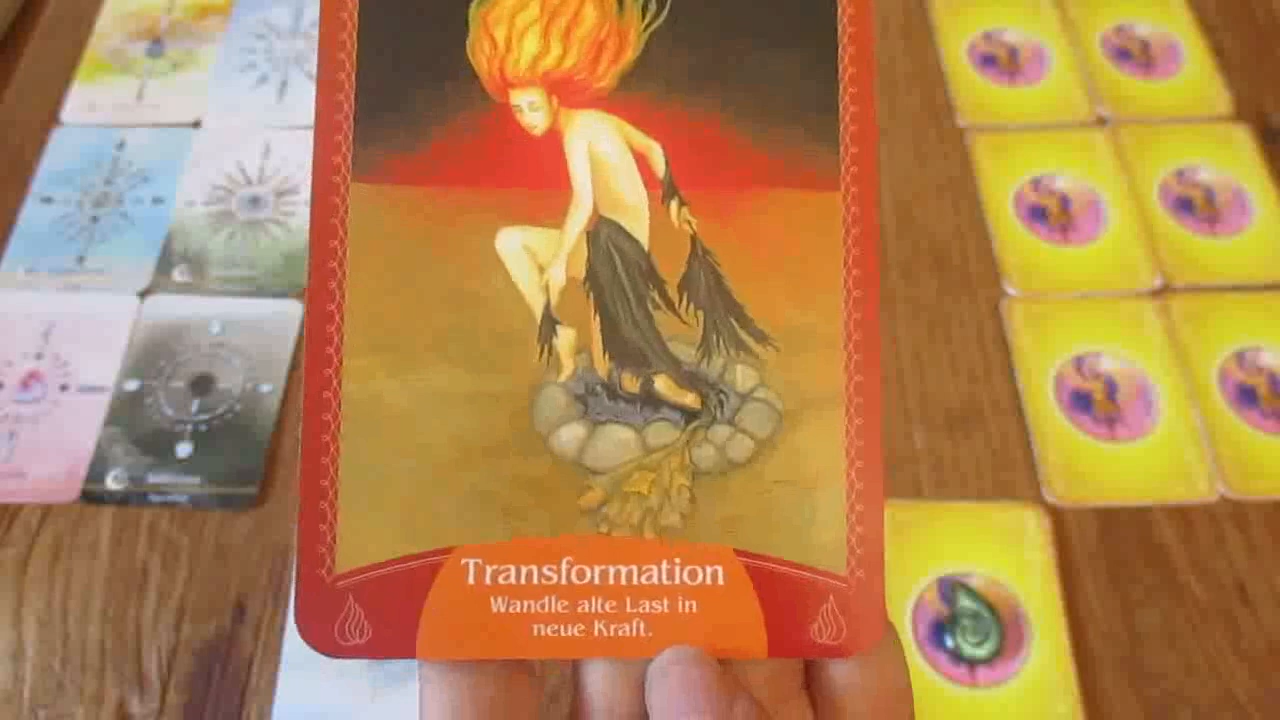 Transformation
Wandle alte Last in
neue Kraft.